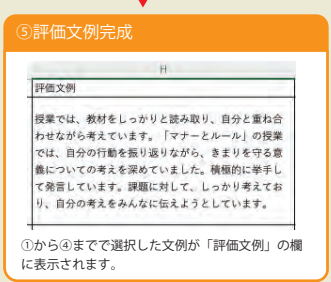 ⑤評価文例完成
H
評価文例
授業では、教材をしっかりと読み取り、自分と重ね合
わせながら考えています。「マナーとルール」の授業
では、自分の行動を振り返りながら、きまりを守る意
義についての考えを深めていました。積極的に挙手し
て発言しています。課題に対して、しっかり考えてお
り、自分の考えをみんなに伝えようとしています。
①から④までで選択した文例が「評価文例」の欄
に表示されます。